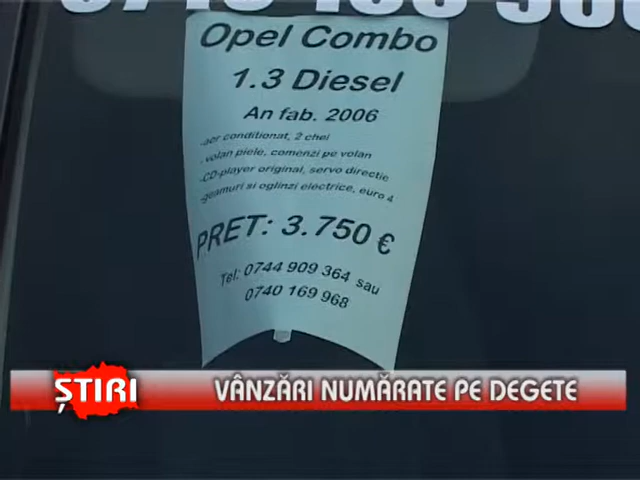 Opel Combo
1.3 Diesel
An fab. 2006
-aer conditionat, 2 chei
- volan piele, comenzi pe volan
-CD-player original, servo directie
-geamuri si oglinzi electrice, euro 4
PRET: 3.750 €
Tel: 0744 909 364 sau
0740 169 968
ȘTIRI
VÂNZĂRI NUMĂRATE PE DEGETE